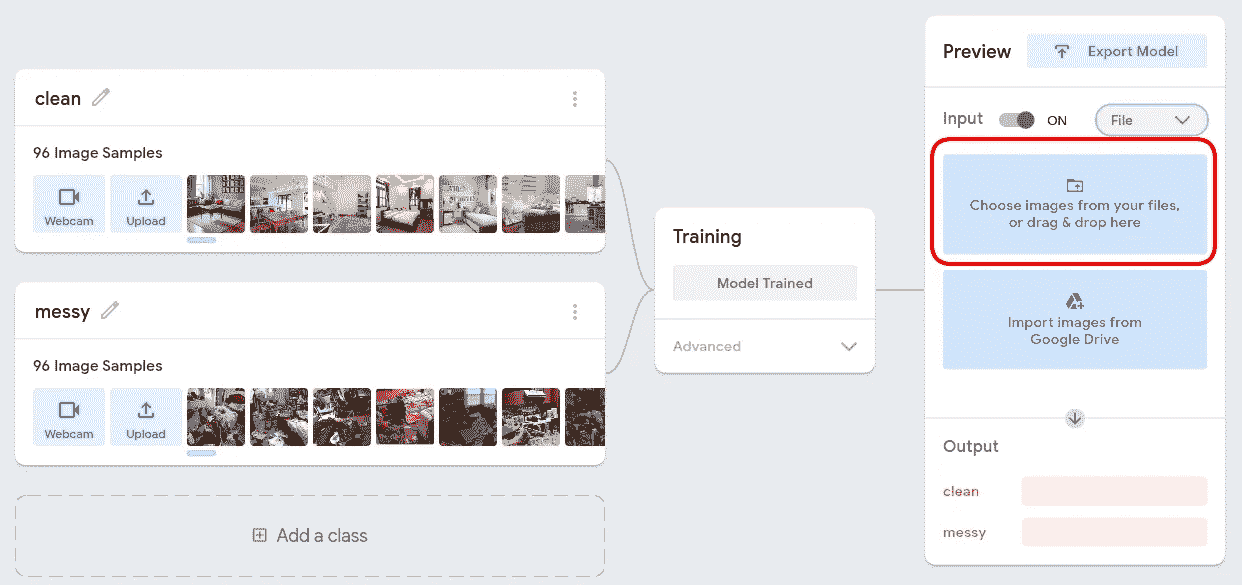 clean
96 Image Samples
Webcam
Upload
messy
96 Image Samples
Webcam
Upload
Add a class
Training
Model Trained
Advanced
Preview
Export Model
Input
ON
File
Choose images from your files,
or drag & drop here
Import images from
Google Drive
Output
clean
messy